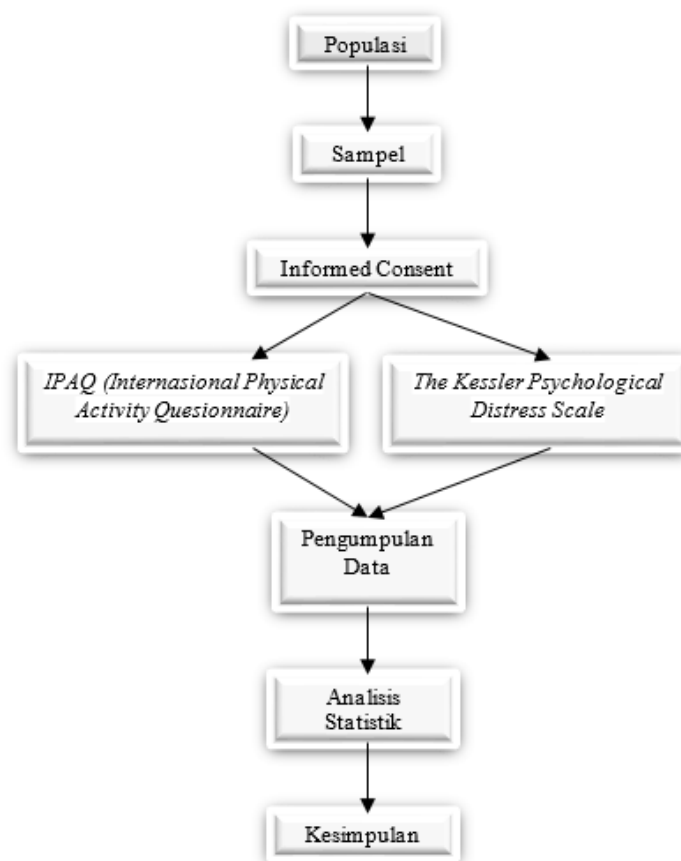 Populasi
Sampel
Informed Consent
IPAQ (Internasional Physical
Activity Quesionnaire)
The Kessler Psychological
Distress Scale
Pengumpulan
Data
Analisis
Statistik
Kesimpulan